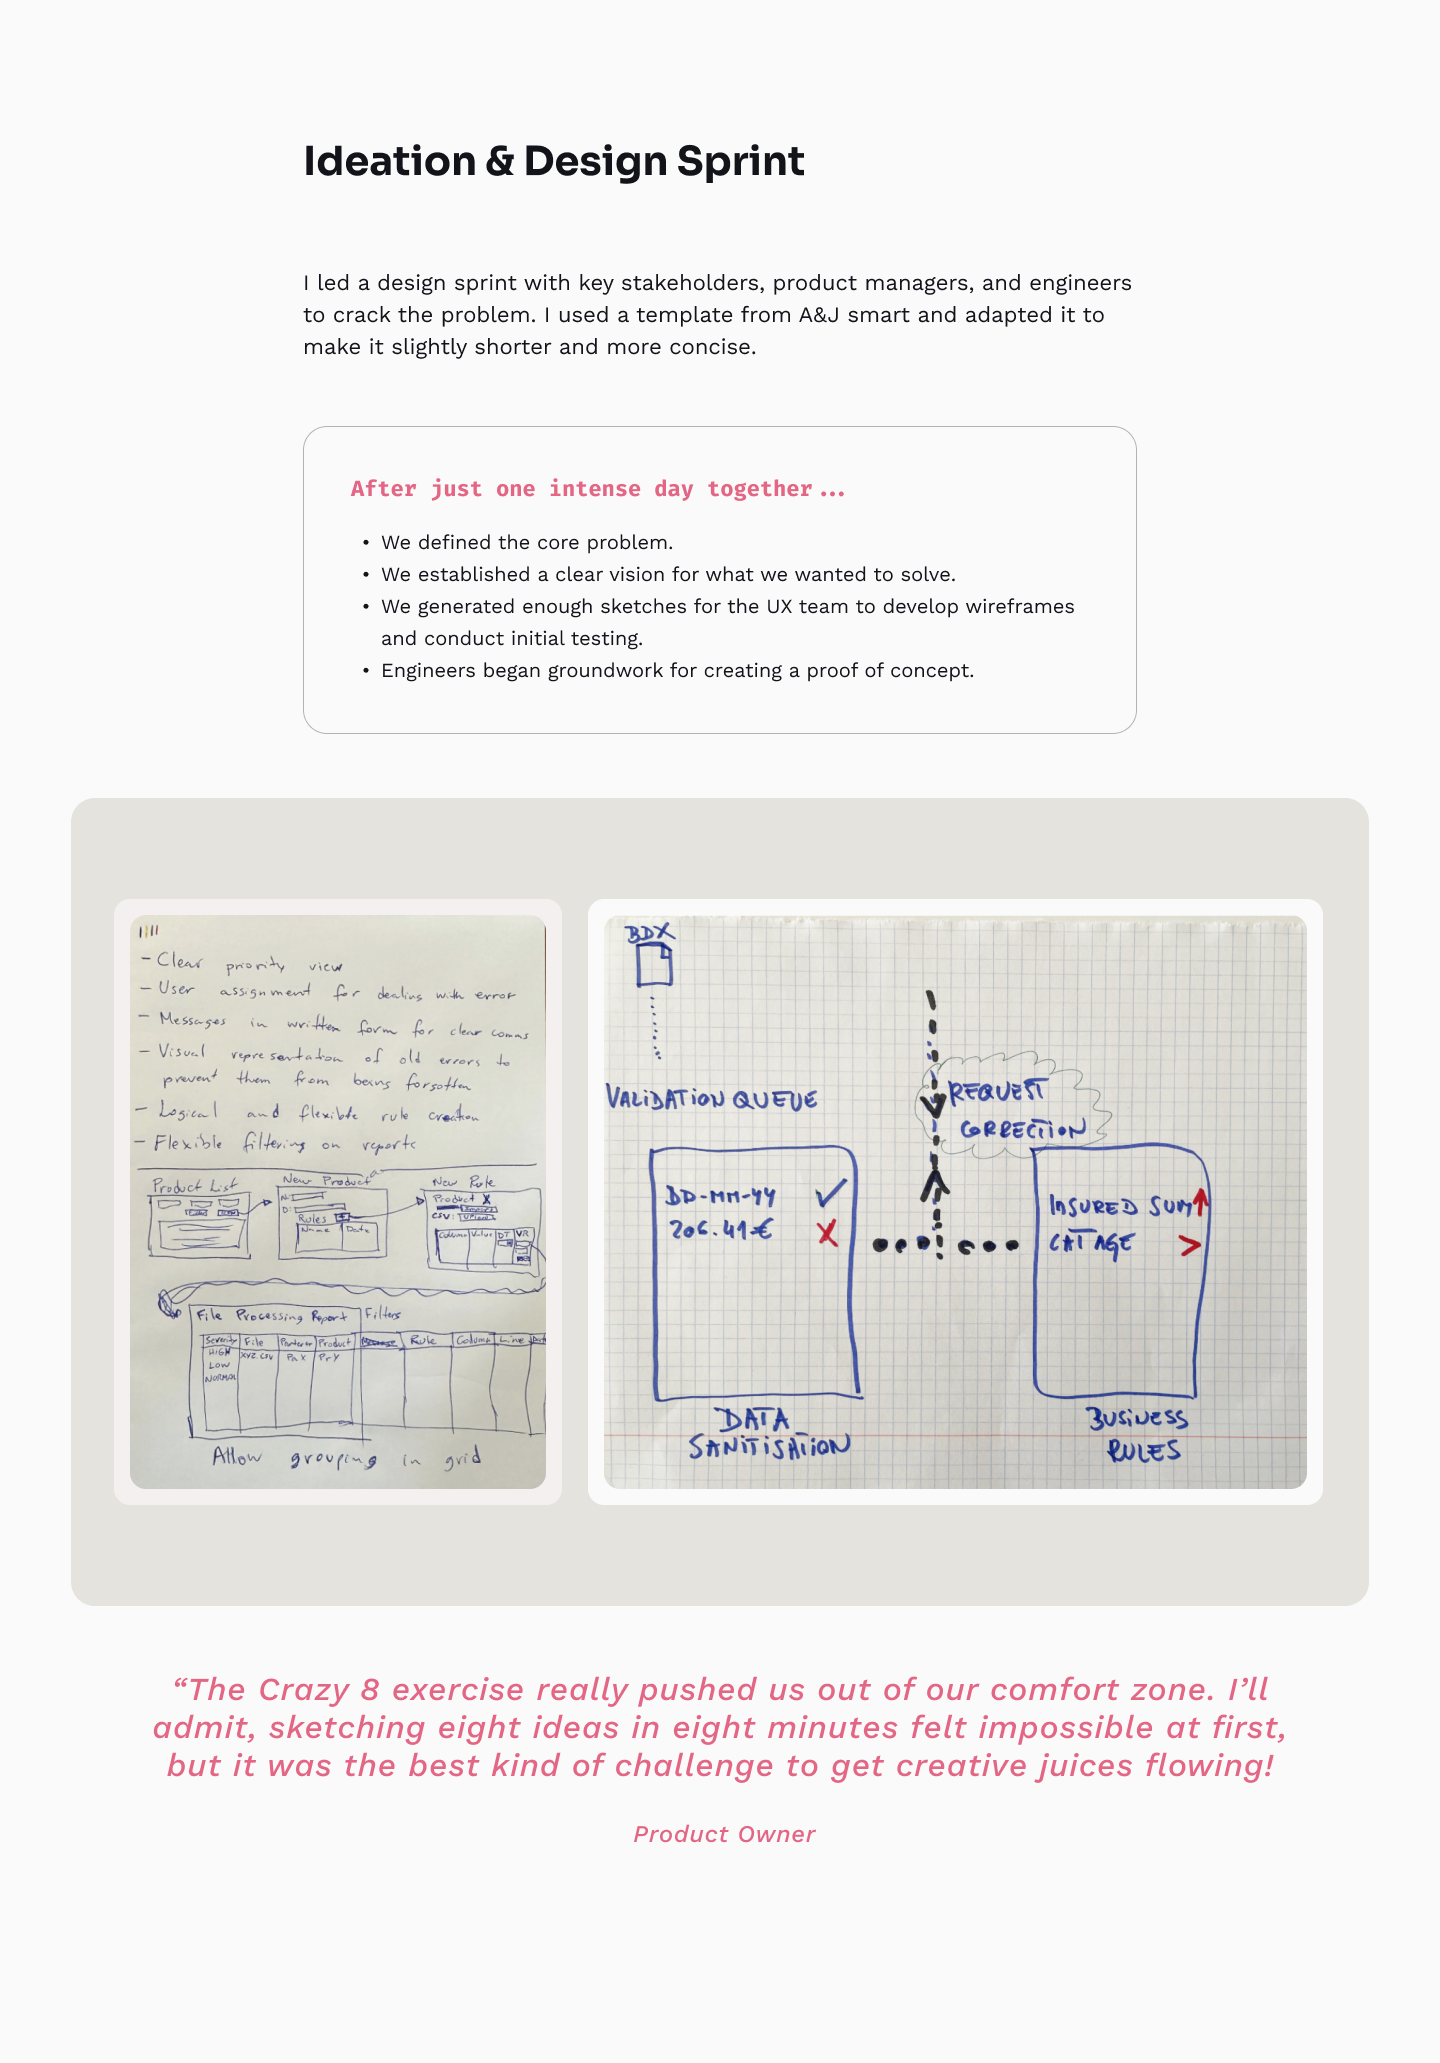 Ideation & Design Sprint
I led a design sprint with key stakeholders, product managers, and engineers
to crack the problem. I used a template from A&J smart and adapted it to
make it slightly shorter and more concise.
After just one intense day together...
• We defined the core problem.
• We established a clear vision for what we wanted to solve.
• We generated enough sketches for the UX team to develop wireframes
and conduct initial testing.
• Engineers began groundwork for creating a proof of concept.
- Clear priority view
- User assignment for dealing with error
- Messages in written form for clear comms
- Visual representation of old errors to
prevent them from being forgotten
- Logical and flexible rule creation
- Flexible filtering on reports
Product List
New Product
N:
D:
Rules
Name Date
New Rule
Product X
CSV: Upload
Column Value DT VR
File Processing Report
Filters
Severity File Product Rule Column Line
HIGH XYZ.CSV Pn X Pr Y
LOW
NORMAL
Allow grouping in grid
BDX
VALIDATION QUEUE
REQUEST
CORRECTION
DD-MM-YY ✓
206.41€ X
INSURED SUM ↑
CAT AGE >
DATA
SANITISATION
BUSINESS
RULES
“The Crazy 8 exercise really pushed us out of our comfort zone. I’ll
admit, sketching eight ideas in eight minutes felt impossible at first,
but it was the best kind of challenge to get creative juices flowing!
Product Owner